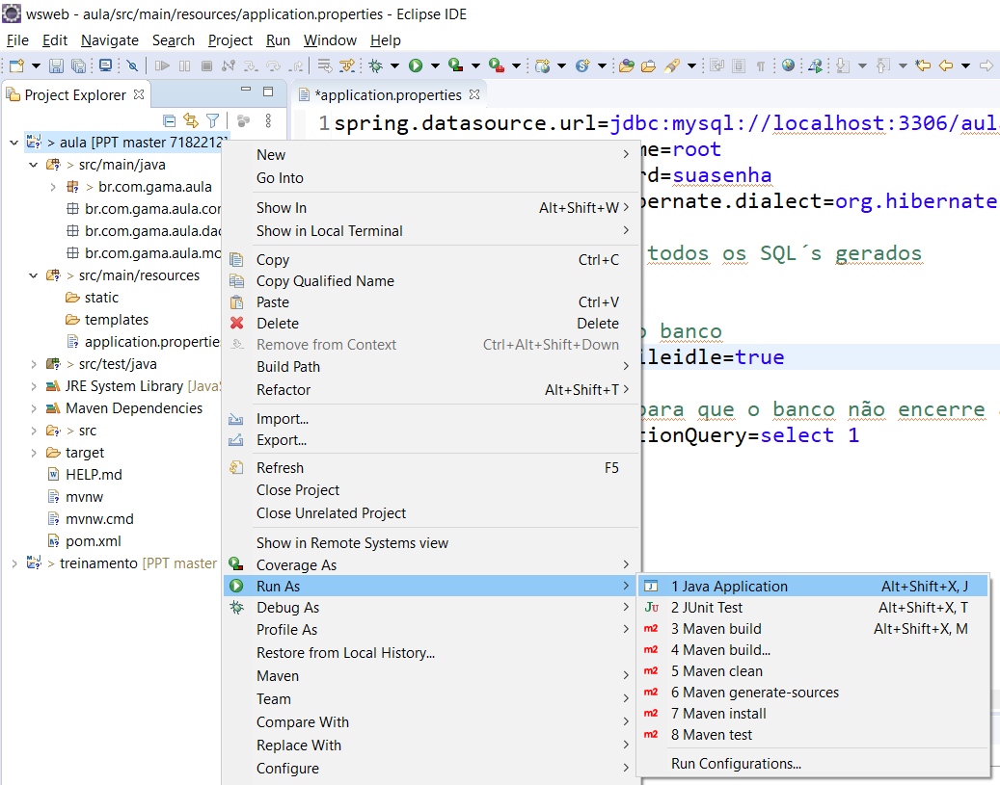 wsweb - aula/src/main/resources/application.properties - Eclipse IDE
File Edit Navigate Search Project Run Window Help
Project Explorer
*application.properties
1 spring.datasource.url=jdbc:mysql://localhost:3306/aul
me=root
rd=suasenha
bernate.dialect=org.hibernate
todos os SQL´s gerados
o banco
ileidle=true
para que o banco não encerre
tionQuery=select 1
> aula [PPT master 7182212]
> src/main/java
> br.com.gama.aula
br.com.gama.aula.con
br.com.gama.aula.dao
br.com.gama.aula.mo
> src/main/resources
static
templates
application.properties
> src/test/java
JRE System Library [JavaS
Maven Dependencies
> src
target
HELP.md
mvnw
mvnw.cmd
pom.xml
> treinamento [PPT master
New
Go Into
Show In Alt+Shift+W
Show in Local Terminal
Copy Ctrl+C
Copy Qualified Name
Paste Ctrl+V
Delete Delete
Remove from Context Ctrl+Alt+Shift+Down
Build Path
Refactor Alt+Shift+T
Import...
Export...
Refresh F5
Close Project
Close Unrelated Project
Show in Remote Systems view
Coverage As
Run As
Debug As
Profile As
Restore from Local History...
Maven
Team
Compare With
Replace With
Configure
1 Java Application Alt+Shift+X, J
2 JUnit Test Alt+Shift+X, T
3 Maven build Alt+Shift+X, M
4 Maven build...
5 Maven clean
6 Maven generate-sources
7 Maven install
8 Maven test
Run Configurations...